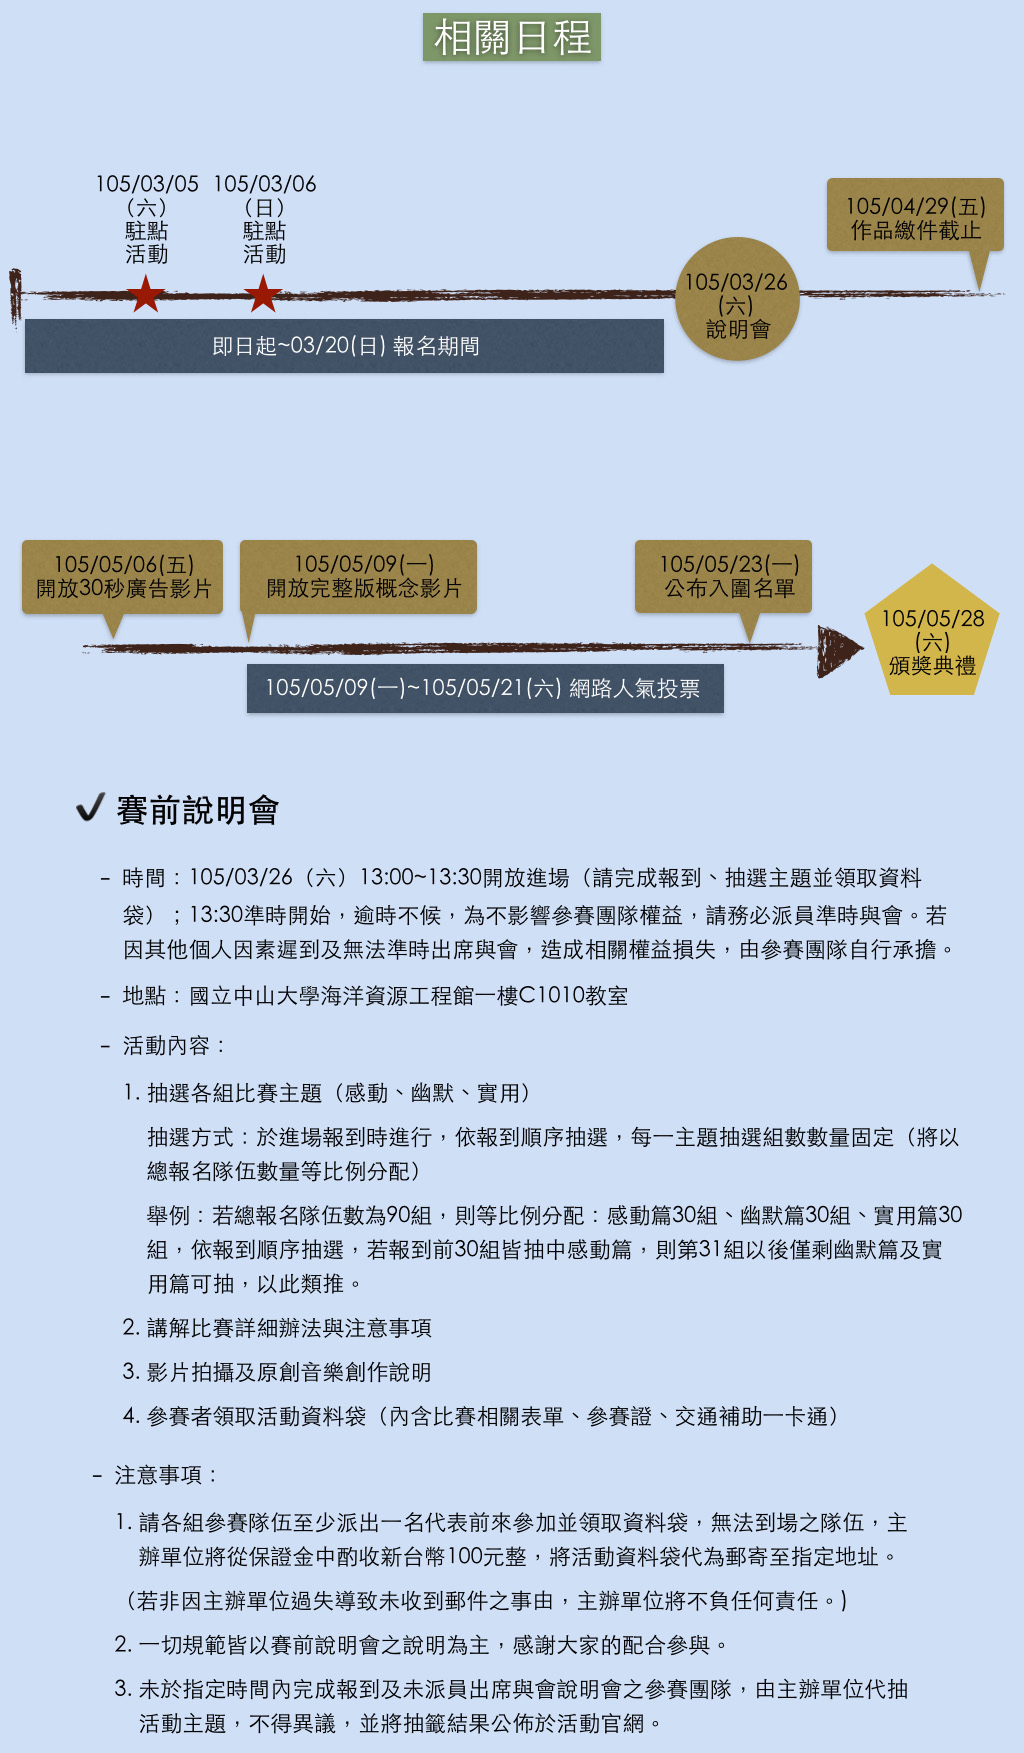 相關日程
105/03/05
（六）
駐點
活動
105/03/06
（日）
駐點
活動
105/03/26
(六)
說明會
105/04/29(五)
作品繳件截止
即日起~03/20(日) 報名期間
105/05/06(五)
開放30秒廣告影片
105/05/09(一)
開放完整版概念影片
105/05/23(一)
公布入圍名單
105/05/28
(六)
頒獎典禮
105/05/09(一)~105/05/21(六) 網路人氣投票
✓ 賽前說明會
– 時間：105/03/26（六）13:00~13:30開放進場（請完成報到、抽選主題並領取資料
袋）；13:30準時開始，逾時不候，為不影響參賽團隊權益，請務必派員準時與會。若
因其他個人因素遲到及無法準時出席與會，造成相關權益損失，由參賽團隊自行承擔。
– 地點：國立中山大學海洋資源工程館一樓C1010教室
– 活動內容：
1. 抽選各組比賽主題（感動、幽默、實用）
抽選方式：於進場報到時進行，依報到順序抽選，每一主題抽選組數數量固定（將以
總報名隊伍數量等比例分配）
舉例：若總報名隊伍數為90組，則等比例分配：感動篇30組、幽默篇30組、實用篇30
組，依報到順序抽選，若報到前30組皆抽中感動篇，則第31組以後僅剩幽默篇及實
用篇可抽，以此類推。
2. 講解比賽詳細辦法與注意事項
3. 影片拍攝及原創音樂創作說明
4. 參賽者領取活動資料袋（內含比賽相關表單、參賽證、交通補助一卡通）
– 注意事項：
1. 請各組參賽隊伍至少派出一名代表前來參加並領取資料袋，無法到場之隊伍，主
辦單位將從保證金中酌收新台幣100元整，將活動資料袋代為郵寄至指定地址。
（若非因主辦單位過失導致未收到郵件之事由，主辦單位將不負任何責任。)
2. 一切規範皆以賽前說明會之說明為主，感謝大家的配合參與。
3. 未於指定時間內完成報到及未派員出席與會說明會之參賽團隊，由主辦單位代抽
活動主題，不得異議，並將抽籤結果公佈於活動官網。